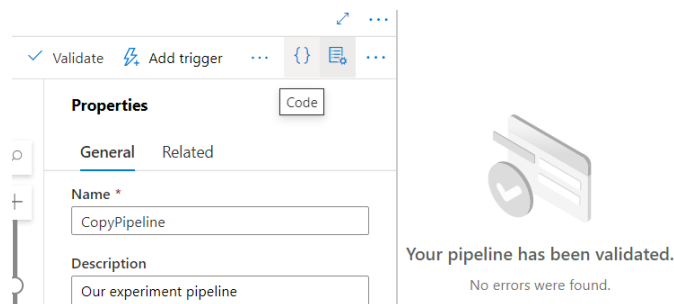 Validate Add trigger ... {} ...
Properties
Code
General Related
Name *
CopyPipeline
Description
Our experiment pipeline
Your pipeline has been validated.
No errors were found.